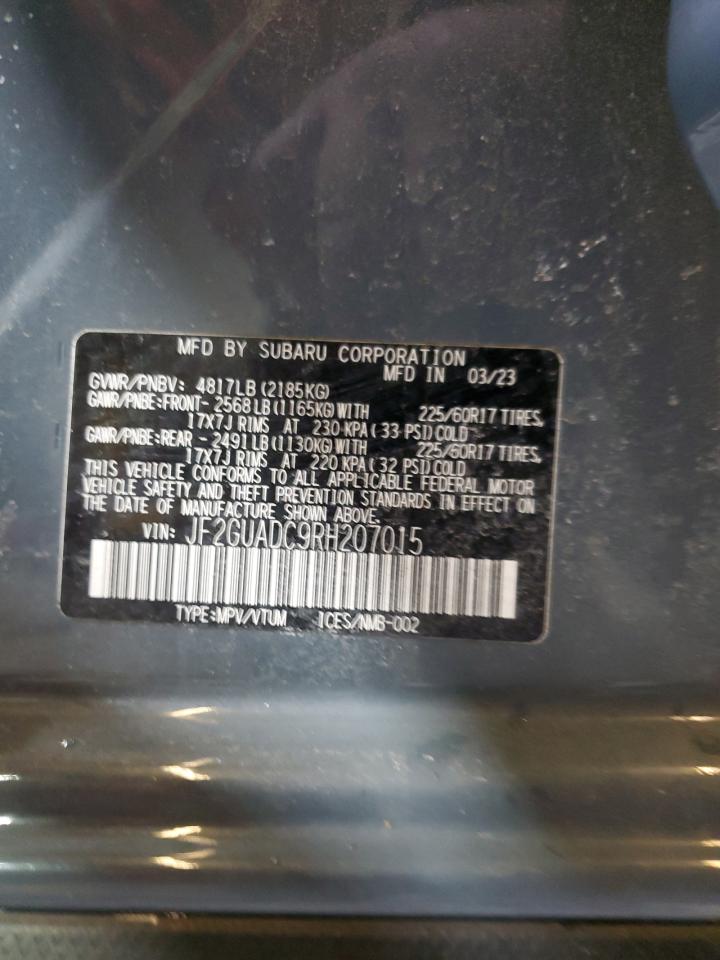 MFD BY SUBARU CORPORATION
MFD IN 03/23
GVWR/PNBV: 4817LB(2185KG)
GAWR/PNBE:FRONT-2568LB(1165KG)WITH 225/60R17 TIRES,
17X7J RIMS AT 230 KPA(33 PSI)COLD
GAWR/PNBE:REAR -2491LB(1130KG)WITH 225/60R17 TIRES,
17X7J RIMS AT 220 KPA(32 PSI)COLD
THIS VEHICLE CONFORMS TO ALL APPLICABLE FEDERAL MOTOR
VEHICLE SAFETY AND THEFT PREVENTION STANDARDS IN EFFECT ON
THE DATE OF MANUFACTURE SHOWN ABOVE.
VIN: JF2GUADC9RH207015
TYPE:MPV/VTUM ICES/NMB-002